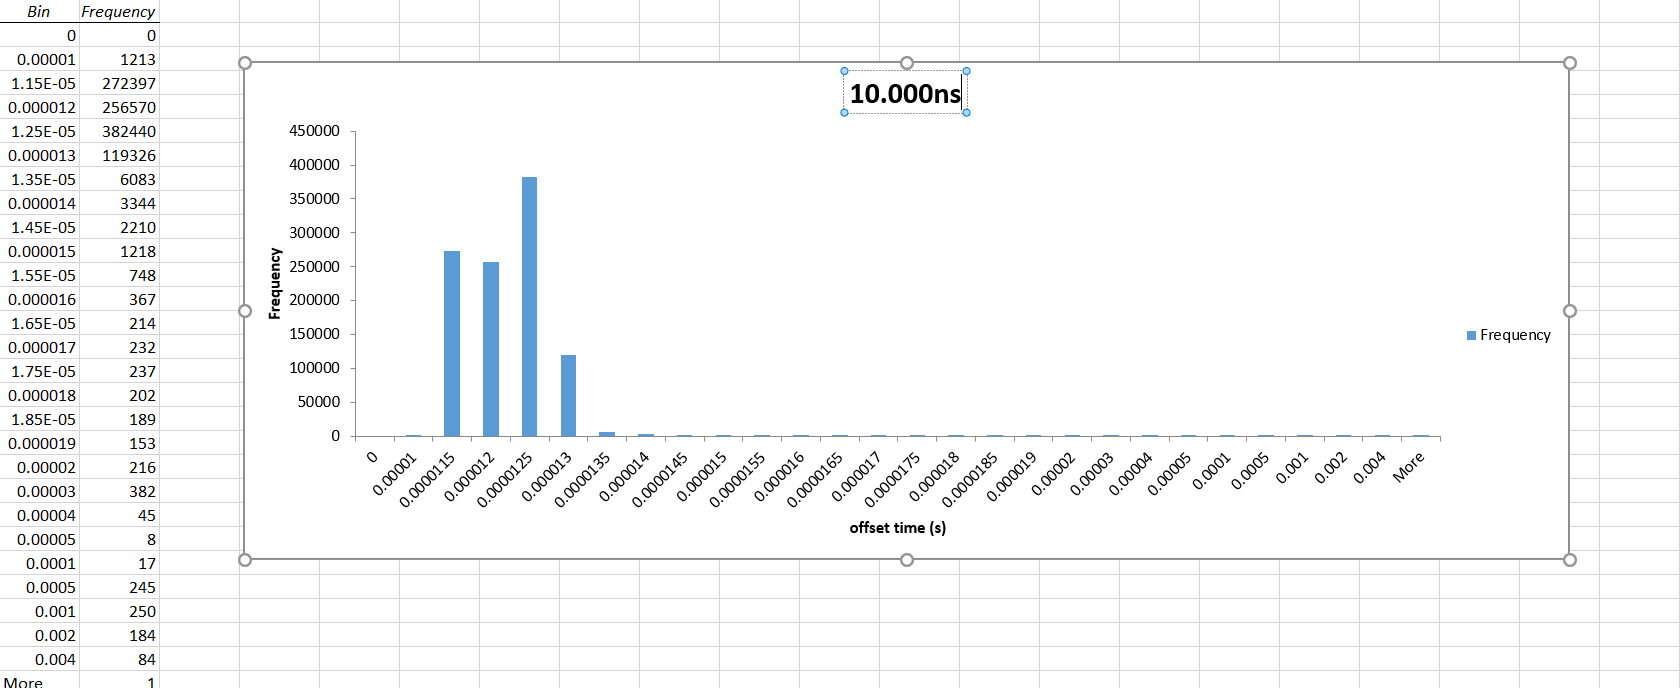 Bin Frequency
0 0
0.00001 1213
1.15E-05 272397
0.000012 256570
1.25E-05 382440
0.000013 119326
1.35E-05 6083
0.000014 3344
1.45E-05 2210
0.000015 1218
1.55E-05 748
0.000016 367
1.65E-05 214
0.000017 232
1.75E-05 237
0.000018 202
1.85E-05 189
0.000019 153
0.00002 216
0.00003 382
0.00004 45
0.00005 8
0.0001 17
0.0005 245
0.001 250
0.002 184
0.004 84
More 1
10.000ns
450000
400000
350000
300000
250000
200000
150000
100000
50000
0
Frequency
0 0.00001 0.0000115 0.00012 0.0000125 0.000013 0.0000135 0.000014 0.0000145 0.000015 0.0000155 0.000016 0.0000165 0.000017 0.0000175 0.000018 0.0000185 0.000019 0.00002 0.00003 0.00004 0.00005 0.0001 0.0005 0.001 0.002 0.004 More
offset time (s)
Frequency